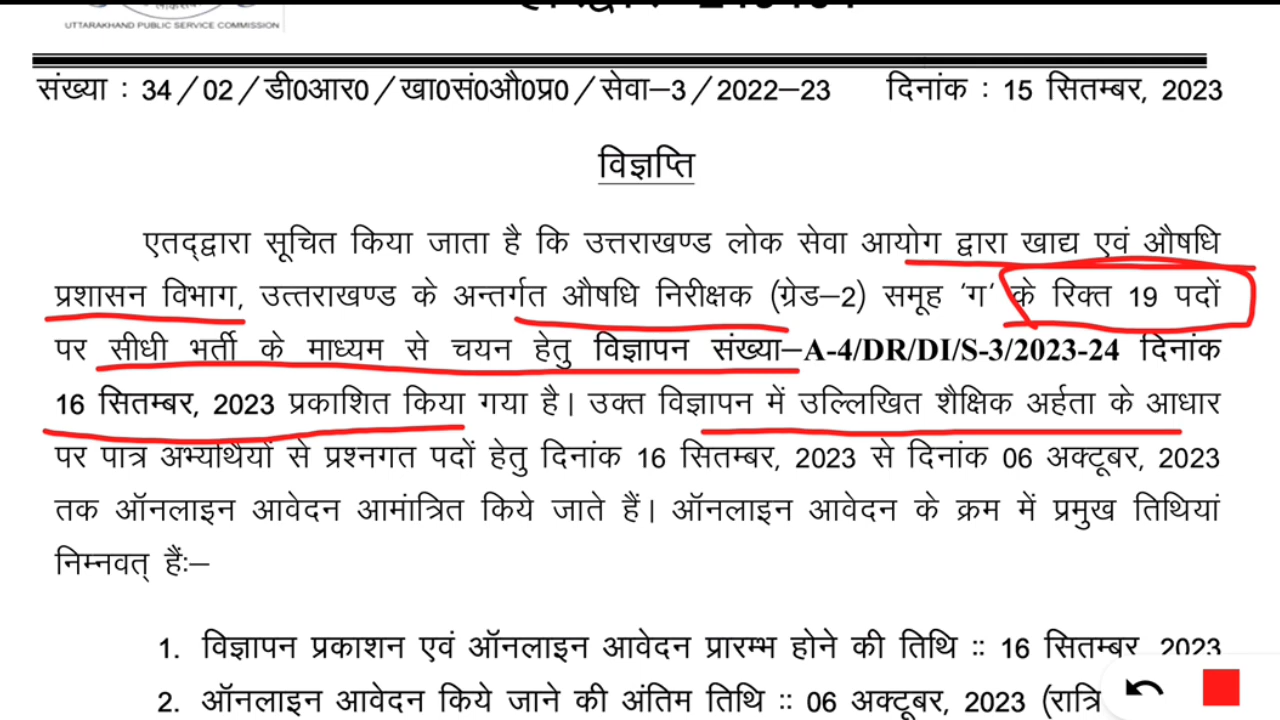 UTTARAKHAND PUBLIC SERVICE COMMISSION
संख्या : 34/02/डी0आर0/खा0सं0औ0प्र0/सेवा–3/2022–23 दिनांक : 15 सितम्बर, 2023
विज्ञप्ति
एतद्द्वारा सूचित किया जाता है कि उत्तराखण्ड लोक सेवा आयोग द्वारा खाद्य एवं औषधि
प्रशासन विभाग, उत्तराखण्ड के अन्तर्गत औषधि निरीक्षक (ग्रेड–2) समूह ‘ग’ के रिक्त 19 पदों
पर सीधी भर्ती के माध्यम से चयन हेतु विज्ञापन संख्या–A-4/DR/DI/S-3/2023-24 दिनांक
16 सितम्बर, 2023 प्रकाशित किया गया है। उक्त विज्ञापन में उल्लिखित शैक्षिक अर्हता के आधार
पर पात्र अभ्यर्थियों से प्रश्नगत पदों हेतु दिनांक 16 सितम्बर, 2023 से दिनांक 06 अक्टूबर, 2023
तक ऑनलाइन आवेदन आमंत्रित किये जाते हैं। ऑनलाइन आवेदन के क्रम में प्रमुख तिथियां
निम्नवत् हैंः–
1. विज्ञापन प्रकाशन एवं ऑनलाइन आवेदन प्रारम्भ होने की तिथि :: 16 सितम्बर, 2023
2. ऑनलाइन आवेदन किये जाने की अंतिम तिथि :: 06 अक्टूबर, 2023 (रात्रि